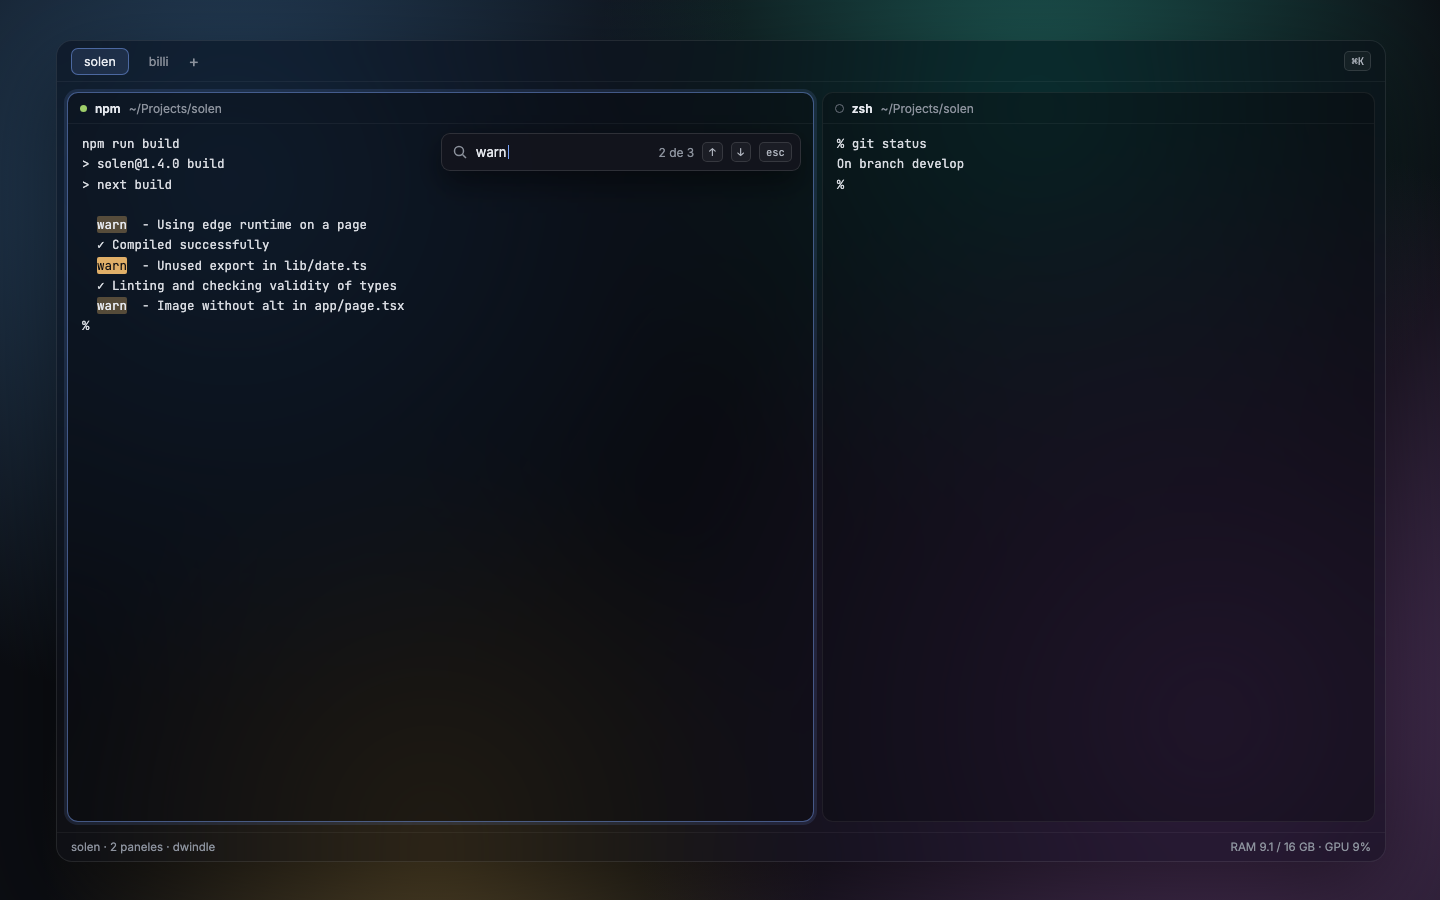 solen billi + ⌘K
npm ~/Projects/solen
npm run build
> solen@1.4.0 build
> next build
warn - Using edge runtime on a page
✓ Compiled successfully
warn - Unused export in lib/date.ts
✓ Linting and checking validity of types
warn - Image without alt in app/page.tsx
%
warn 2 de 3 ↑ ↓ esc
zsh ~/Projects/solen
% git status
On branch develop
%
solen · 2 paneles · dwindle
RAM 9.1 / 16 GB · GPU 9%